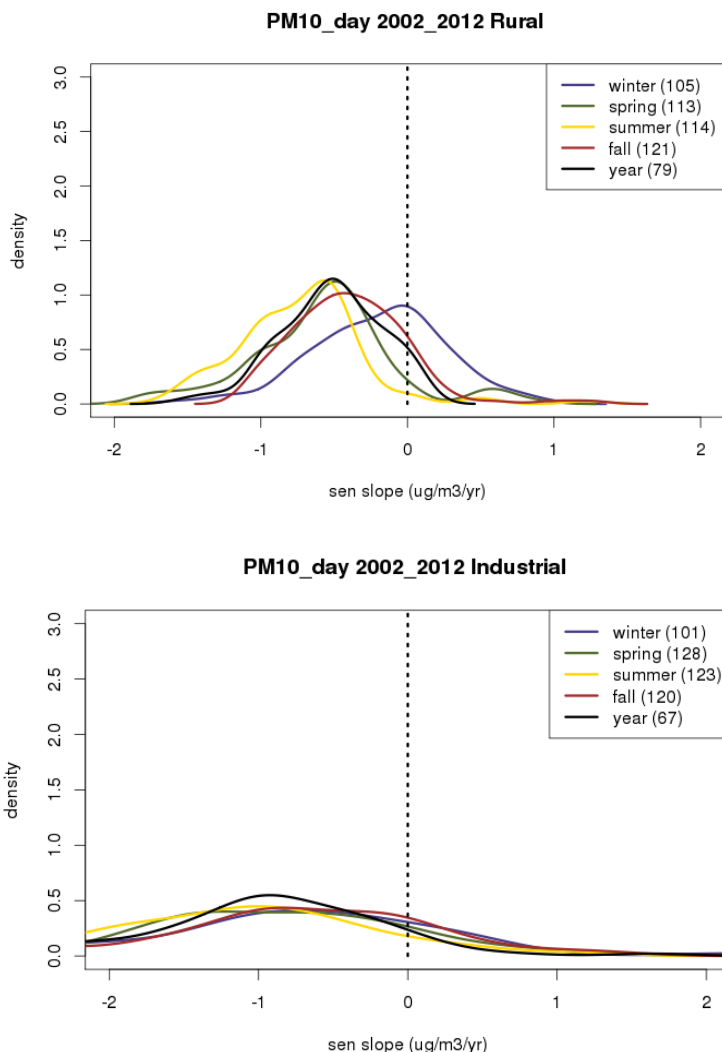 PM10_day 2002_2012 Rural
density
0.0 0.5 1.0 1.5 2.0 2.5 3.0
winter (105)
spring (113)
summer (114)
fall (121)
year (79)
-2 -1 0 1 2
sen slope (ug/m3/yr)
PM10_day 2002_2012 Industrial
density
0.0 0.5 1.0 1.5 2.0 2.5 3.0
winter (101)
spring (128)
summer (123)
fall (120)
year (67)
-2 -1 0 1 2
sen slope (ug/m3/yr)